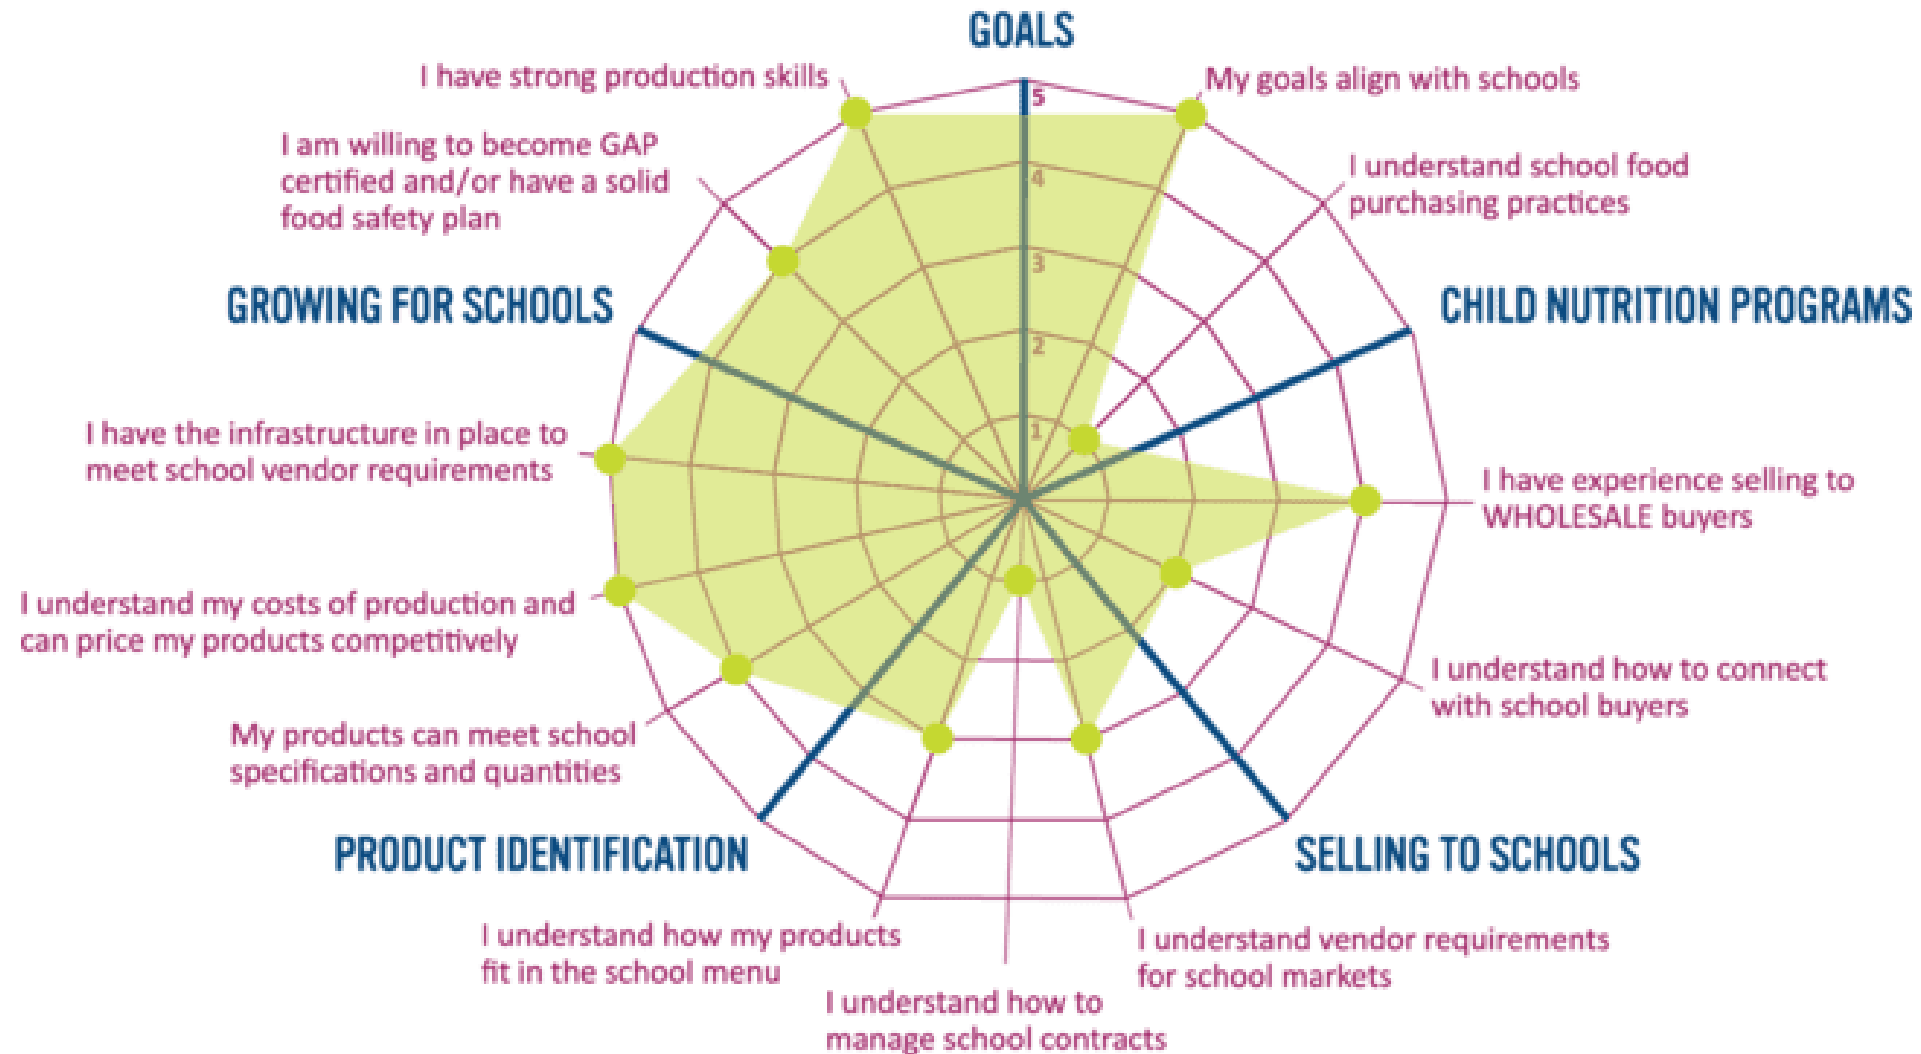 GOALS
I have strong production skills
My goals align with schools
5
I am willing to become GAP
certified and/or have a solid
food safety plan
I understand school food
purchasing practices
4
3
GROWING FOR SCHOOLS
CHILD NUTRITION PROGRAMS
2
1
I have the infrastructure in place to
meet school vendor requirements
I have experience selling to
WHOLESALE buyers
I understand my costs of production and
can price my products competitively
I understand how to connect
with school buyers
My products can meet school
specifications and quantities
PRODUCT IDENTIFICATION
SELLING TO SCHOOLS
I understand how my products
fit in the school menu
I understand vendor requirements
for school markets
I understand how to
manage school contracts